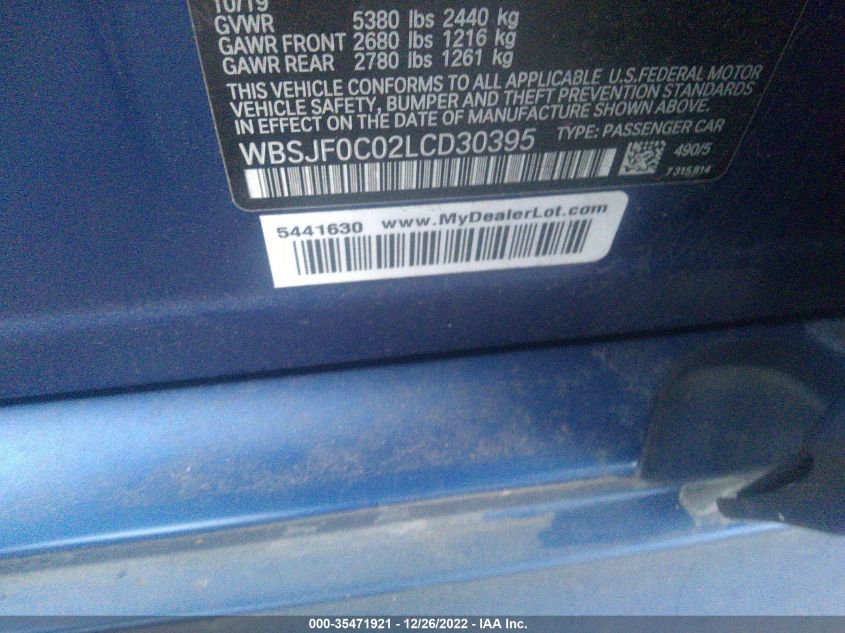 10/19
GVWR 5380 lbs 2440 kg
GAWR FRONT 2680 lbs 1216 kg
GAWR REAR 2780 lbs 1261 kg
THIS VEHICLE CONFORMS TO ALL APPLICABLE U.S.FEDERAL MOTOR
VEHICLE SAFETY, BUMPER AND THEFT PREVENTION STANDARDS
IN EFFECT ON THE DATE OF MANUFACTURE SHOWN ABOVE.
WBSJF0C02LCD30395 TYPE: PASSENGER CAR
490/5
7315814
5441630 www.MyDealerLot.com
000-35471921 - 12/26/2022 - IAA Inc.